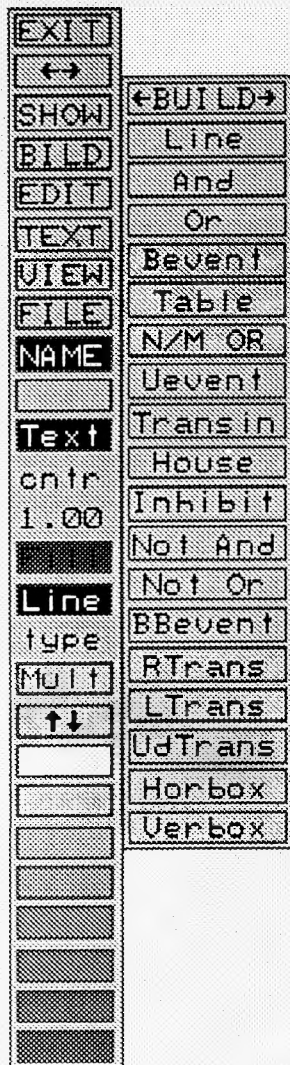 EXIT
↔
SHOW
BILD
EDIT
TEXT
VIEW
FILE
NAME
Text
cntr
1.00
Fill
Line
type
Mult
↑↓
←BUILD→
Line
And
Or
Bevent
Table
N/M OR
Uevent
Transin
House
Inhibit
Not And
Not Or
BBevent
RTrans
LTrans
UdTrans
Horbox
Verbox